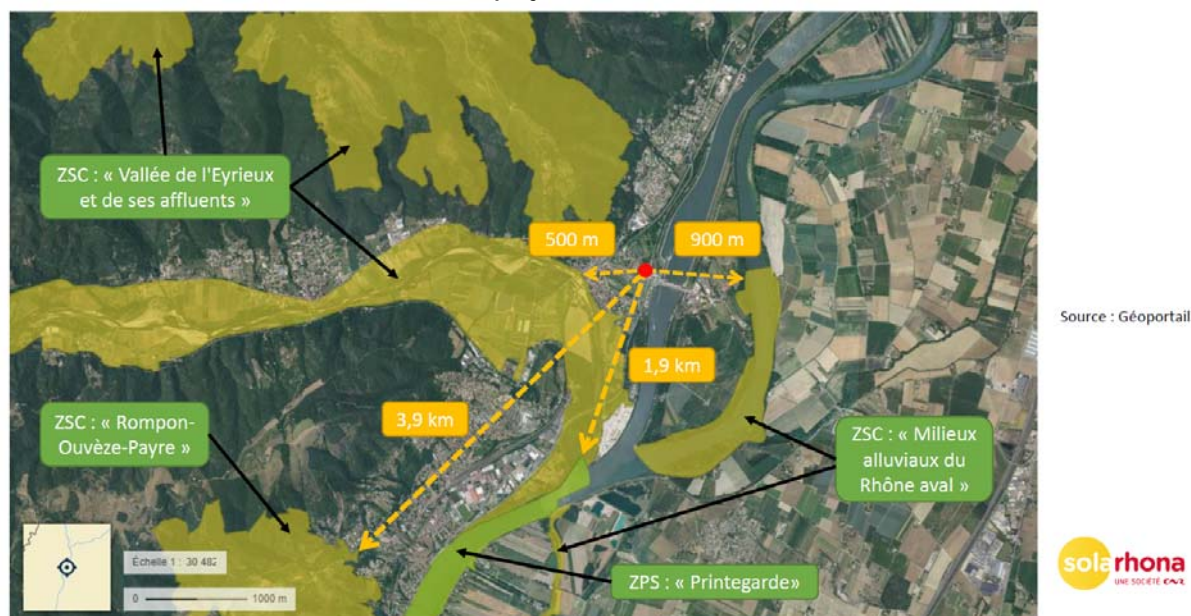 ZSC : « Vallée de l'Eyrieux
et de ses affluents »
500 m
900 m
Source : Géoportail
1,9 km
3,9 km
ZSC : « Rompon-
Ouvèze-Payre »
ZSC : « Milieux
alluviaux du
Rhône aval »
Échelle 1 : 30 482
0
1000 m
ZPS : « Printegarde»
solarhona
UNE SOCIÉTÉ CNR